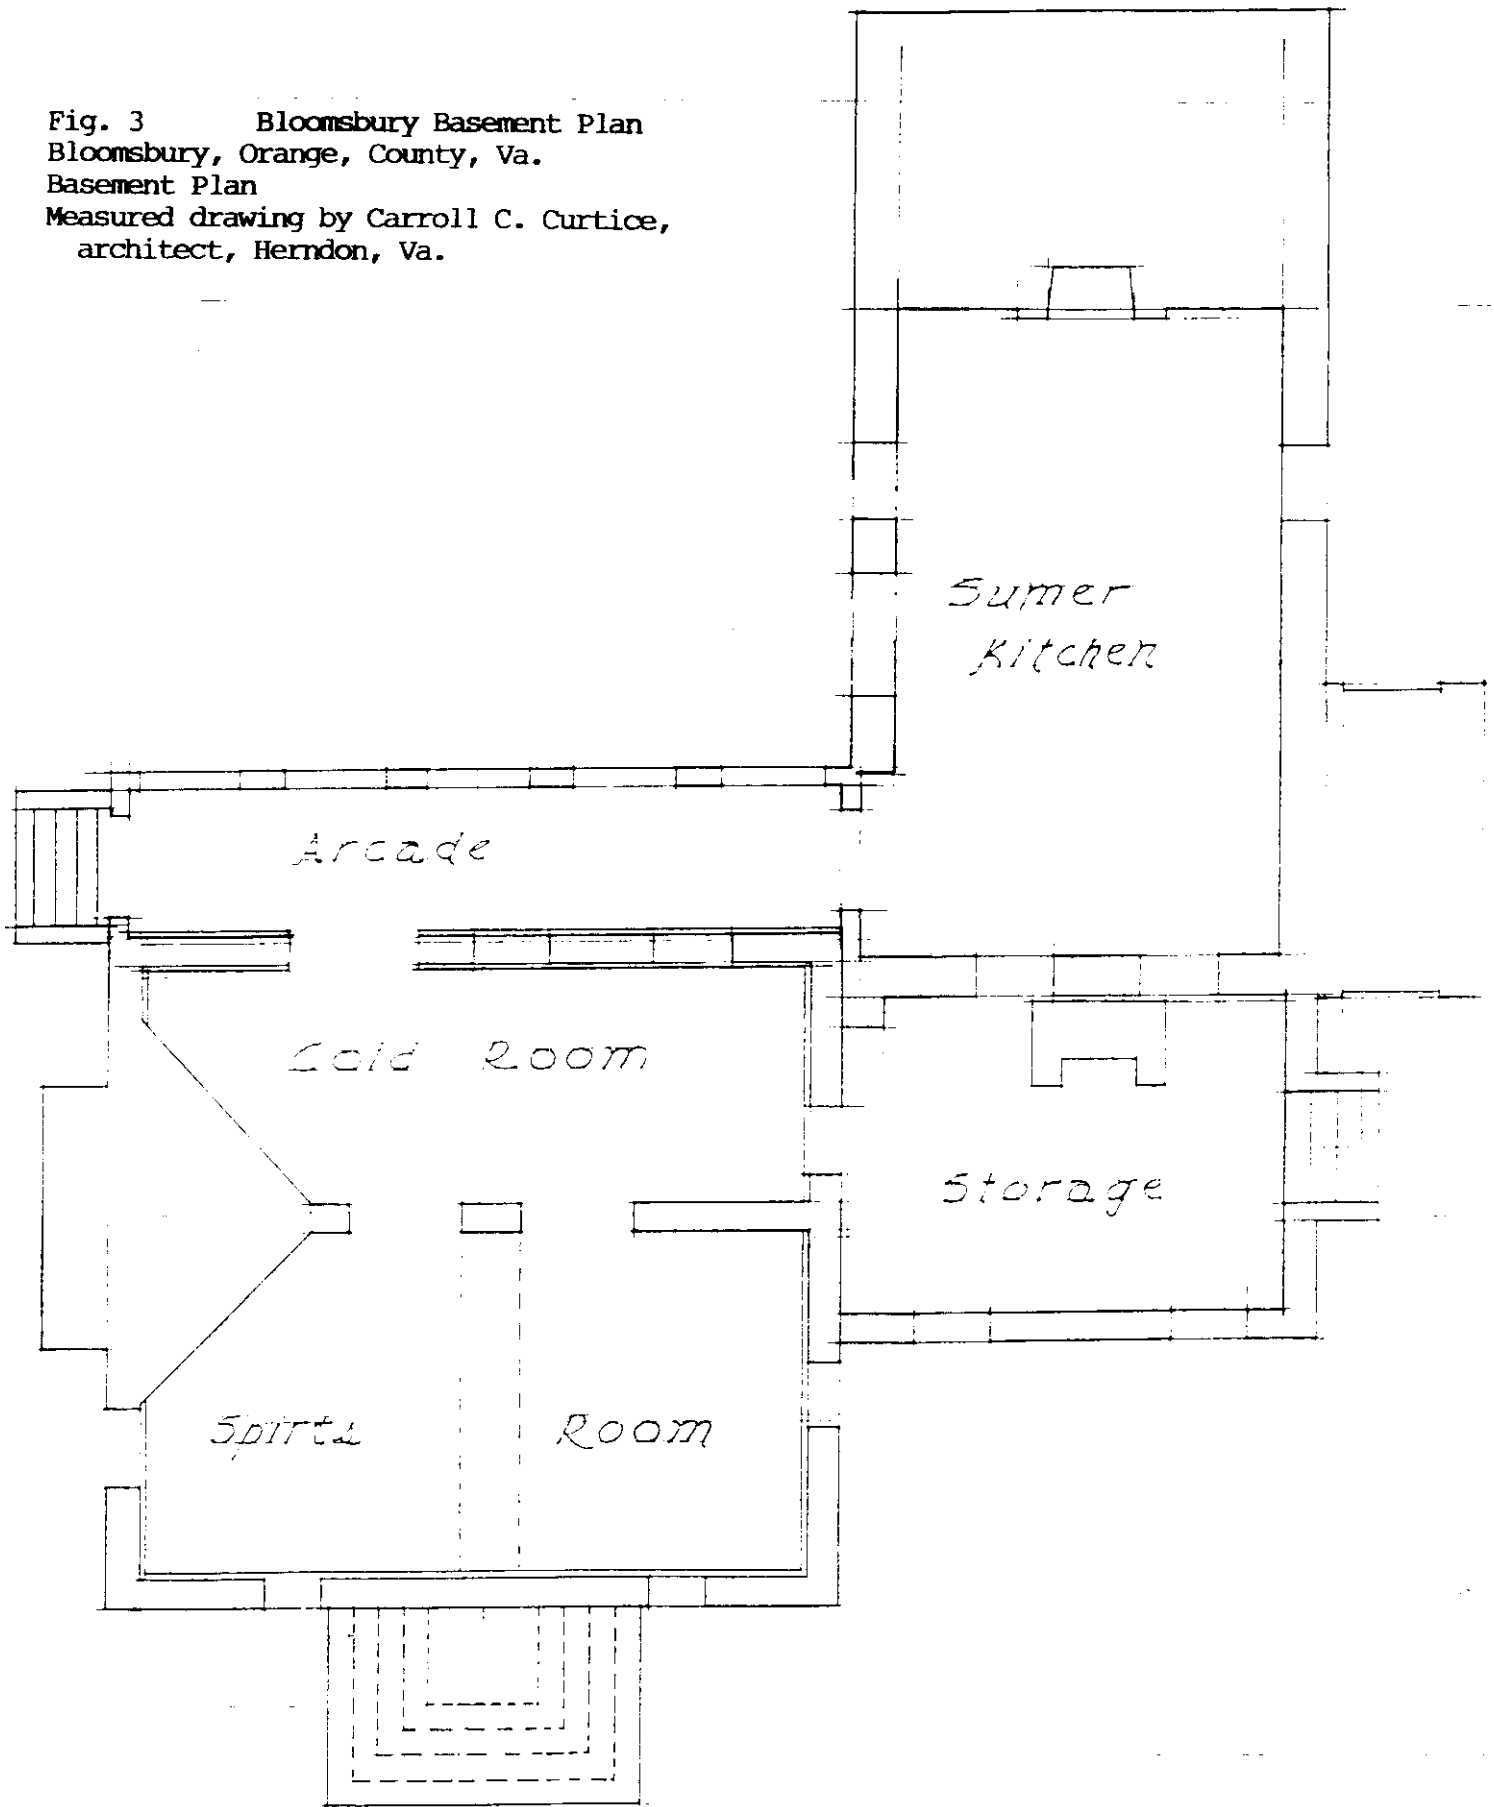 Fig. 3 Bloomsbury Basement Plan
Bloomsbury, Orange, County, Va.
Basement Plan
Measured drawing by Carroll C. Curtice,
architect, Herndon, Va.
Sumer
Kitchen
Arcade
Cold Room
Storage
Spirts Room